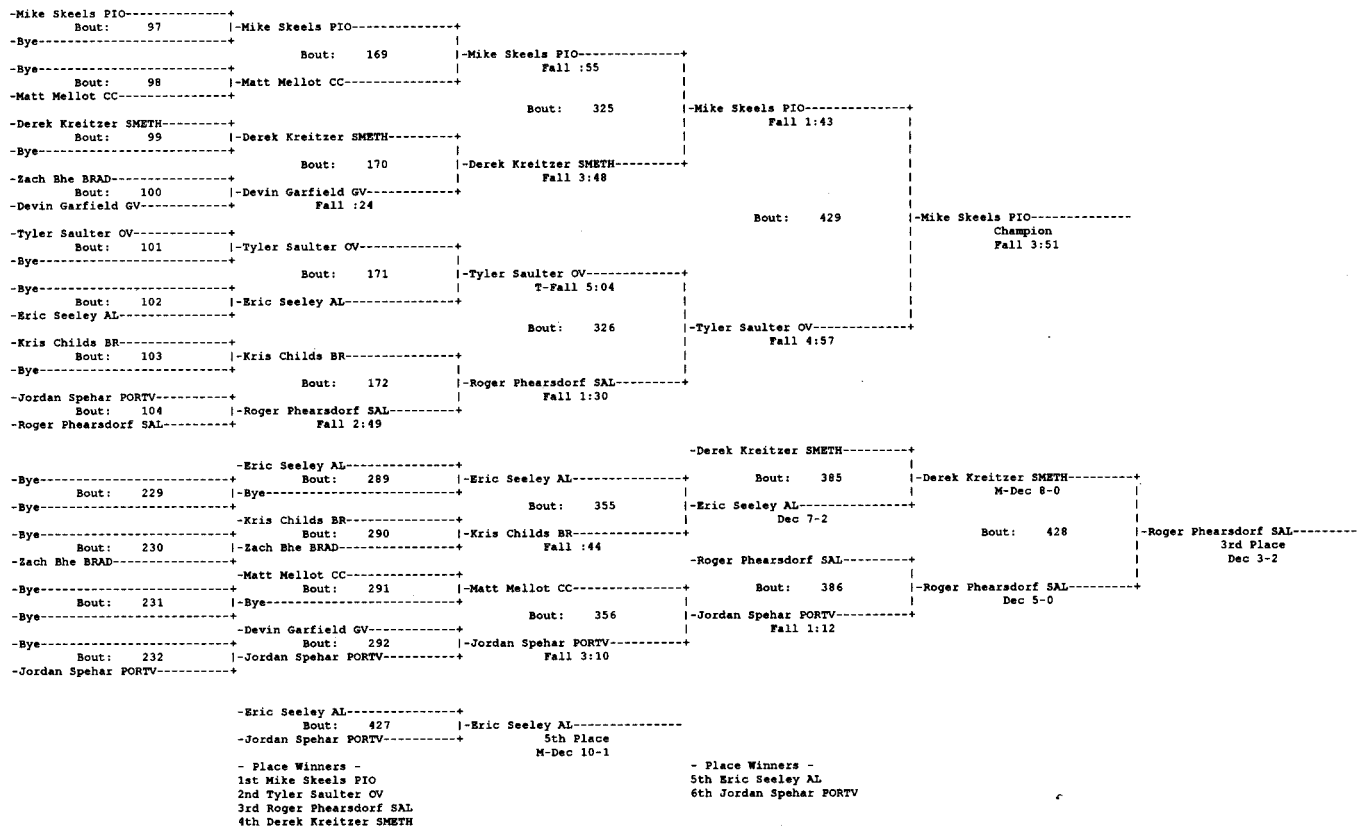 -Mike Skeels PIO--------------+
Bout: 97 |-Mike Skeels PIO--------------+
-Bye--------------------------+
Bout: 169 |-Mike Skeels PIO--------------+
-Bye--------------------------+ Fall :55
Bout: 98 |-Matt Mellot CC---------------+
-Matt Mellot CC---------------+
Bout: 325 |-Mike Skeels PIO--------------+
-Derek Kreitzer SMETH---------+ Fall 1:43
Bout: 99 |-Derek Kreitzer SMETH---------+
-Bye--------------------------+
Bout: 170 |-Derek Kreitzer SMETH---------+
-Zach Bhe BRAD----------------+ Fall 3:48
Bout: 100 |-Devin Garfield GV------------+
-Devin Garfield GV------------+ Fall :24
Bout: 429 |-Mike Skeels PIO--------------
-Tyler Saulter OV-------------+ Champion
Bout: 101 |-Tyler Saulter OV-------------+ Fall 3:51
-Bye--------------------------+
Bout: 171 |-Tyler Saulter OV-------------+
-Bye--------------------------+ T-Fall 5:04
Bout: 102 |-Eric Seeley AL---------------+
-Eric Seeley AL---------------+
Bout: 326 |-Tyler Saulter OV-------------+
-Kris Childs BR---------------+ Fall 4:57
Bout: 103 |-Kris Childs BR---------------+
-Bye--------------------------+
Bout: 172 |-Roger Phearsdorf SAL---------+
-Jordan Spehar PORTV----------+ Fall 1:30
Bout: 104 |-Roger Phearsdorf SAL---------+
-Roger Phearsdorf SAL---------+ Fall 2:49
-Derek Kreitzer SMETH---------+
-Eric Seeley AL---------------+
-Bye--------------------------+ Bout: 289 |-Eric Seeley AL---------------+ Bout: 385 |-Derek Kreitzer SMETH---------+
Bout: 229 |-Bye--------------------------+ M-Dec 8-0
-Bye--------------------------+ Bout: 355 |-Eric Seeley AL---------------+
-Kris Childs BR---------------+ Dec 7-2
-Bye--------------------------+ Bout: 290 |-Kris Childs BR---------------+ Bout: 428 |-Roger Phearsdorf SAL---------
Bout: 230 |-Zach Bhe BRAD----------------+ Fall :44 3rd Place
-Zach Bhe BRAD----------------+ -Roger Phearsdorf SAL---------+ Dec 3-2
-Matt Mellot CC---------------+
-Bye--------------------------+ Bout: 291 |-Matt Mellot CC---------------+ Bout: 386 |-Roger Phearsdorf SAL---------+
Bout: 231 |-Bye--------------------------+ Dec 5-0
-Bye--------------------------+ Bout: 356 |-Jordan Spehar PORTV----------+
-Devin Garfield GV------------+ Fall 1:12
-Bye--------------------------+ Bout: 292 |-Jordan Spehar PORTV----------+
Bout: 232 |-Jordan Spehar PORTV----------+ Fall 3:10
-Jordan Spehar PORTV----------+
-Eric Seeley AL---------------+
Bout: 427 |-Eric Seeley AL---------------
-Jordan Spehar PORTV----------+ 5th Place
M-Dec 10-1
- Place Winners - - Place Winners -
1st Mike Skeels PIO 5th Eric Seeley AL
2nd Tyler Saulter OV 6th Jordan Spehar PORTV
3rd Roger Phearsdorf SAL
4th Derek Kreitzer SMETH